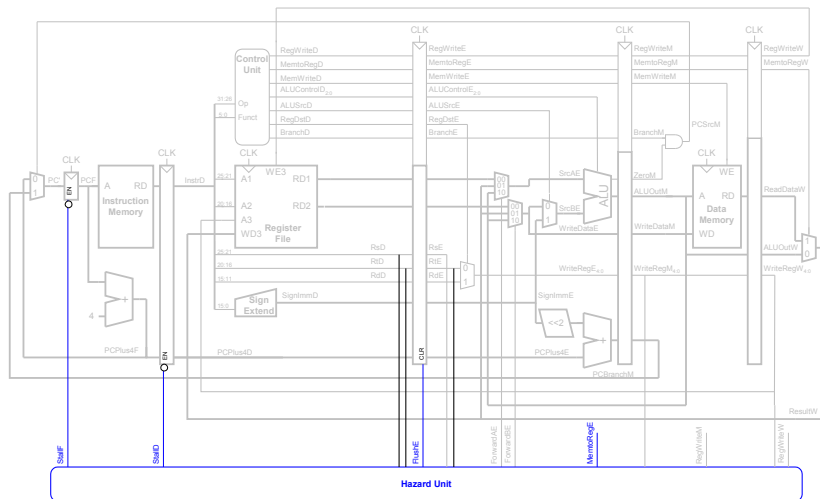 CLK
CLK
CLK
RegWriteD
RegWriteE
RegWriteM
RegWriteW
Control
Unit
MemtoRegD
MemtoRegE
MemtoRegM
MemtoRegW
MemWriteD
MemWriteE
MemWriteM
ALUControlD2:0
ALUControlE2:0
31:26
Op
ALUSrcD
ALUSrcE
5:0
Funct
RegDstD
RegDstE
PCSrcM
BranchD
BranchE
BranchM
CLK
CLK
CLK
CLK
WE3
WE
0
1
PC'
PCF
EN
A
RD
Instruction
Memory
InstrD
25:21
A1
RD1
00
01
10
SrcAE
ZeroM
ALU
ALUOutM
A
RD
ReadDataW
20:16
A2
RD2
00
01
10
0
1
SrcBE
Data
Memory
A3
Register
File
WD3
WriteDataE
WriteDataM
WD
1
0
25:21
RsD
RsE
ALUOutW
20:16
RtD
RtE
0
1
15:11
RdD
RdE
WriteRegE4:0
WriteRegM4:0
WriteRegW4:0
+
4
15:0
Sign
Extend
SignImmD
SignImmE
<<2
+
PCPlus4F
EN
PCPlus4D
CLR
PCPlus4E
PCBranchM
ResultW
StallF
StallD
FlushE
ForwardAE
ForwardBE
MemtoRegE
RegWriteM
RegWriteW
Hazard Unit